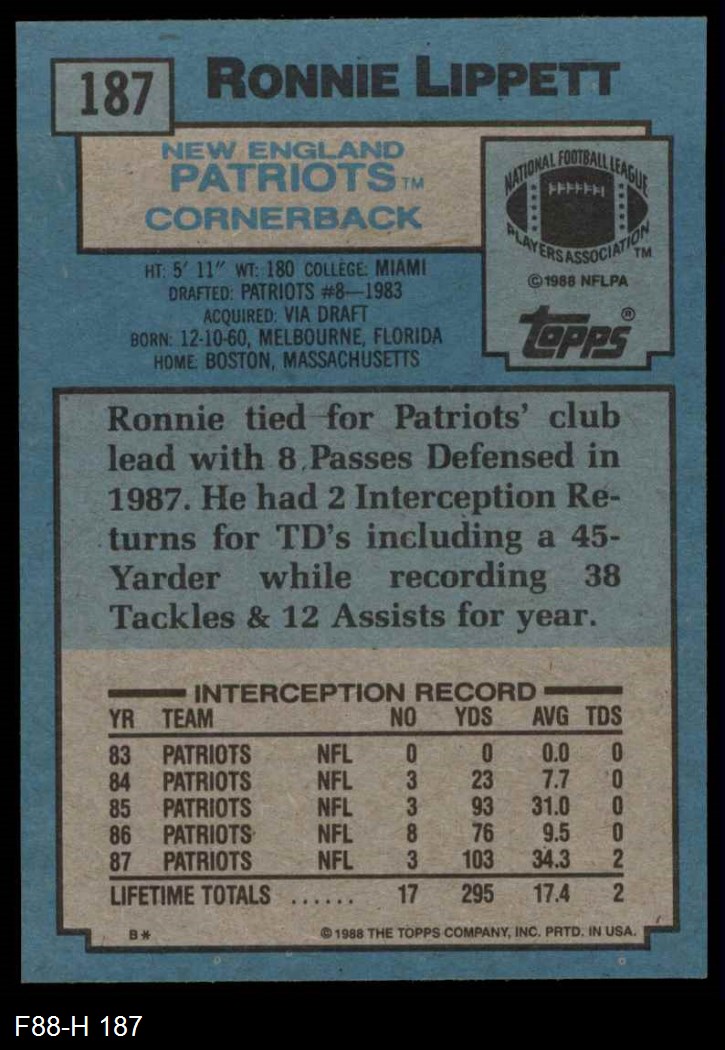 187
RONNIE LIPPETT
NEW ENGLAND
PATRIOTS™
CORNERBACK
NATIONAL FOOTBALL LEAGUE
PLAYERS ASSOCIATION™
©1988 NFLPA
topps®
HT: 5' 11" WT: 180 COLLEGE: MIAMI
DRAFTED: PATRIOTS #8—1983
ACQUIRED: VIA DRAFT
BORN: 12-10-60, MELBOURNE, FLORIDA
HOME: BOSTON, MASSACHUSETTS
Ronnie tied for Patriots' club
lead with 8 Passes Defensed in
1987. He had 2 Interception Re-
turns for TD's including a 45-
Yarder while recording 38
Tackles & 12 Assists for year.
INTERCEPTION RECORD
YR TEAM NO YDS AVG TDS
83 PATRIOTS NFL 0 0 0.0 0
84 PATRIOTS NFL 3 23 7.7 0
85 PATRIOTS NFL 3 93 31.0 0
86 PATRIOTS NFL 8 76 9.5 0
87 PATRIOTS NFL 3 103 34.3 2
LIFETIME TOTALS ...... 17 295 17.4 2
B* ©1988 THE TOPPS COMPANY, INC. PRTD. IN USA.
F88-H 187